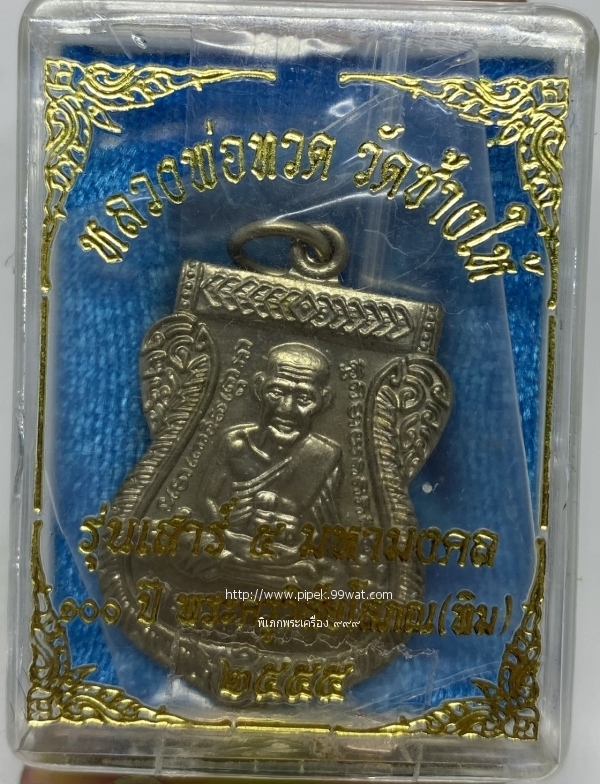 หลวงพ่อทวด วัดช้างให้
รุ่นเสาร์ ๕ มหามงคล
๑๐๐ ปี พระครูวิสัยโสภณ(ทิม)
http://www.pipek.99wat.com
พิเภกพระเครื่อง ๙๙๙
๒๕๕๕